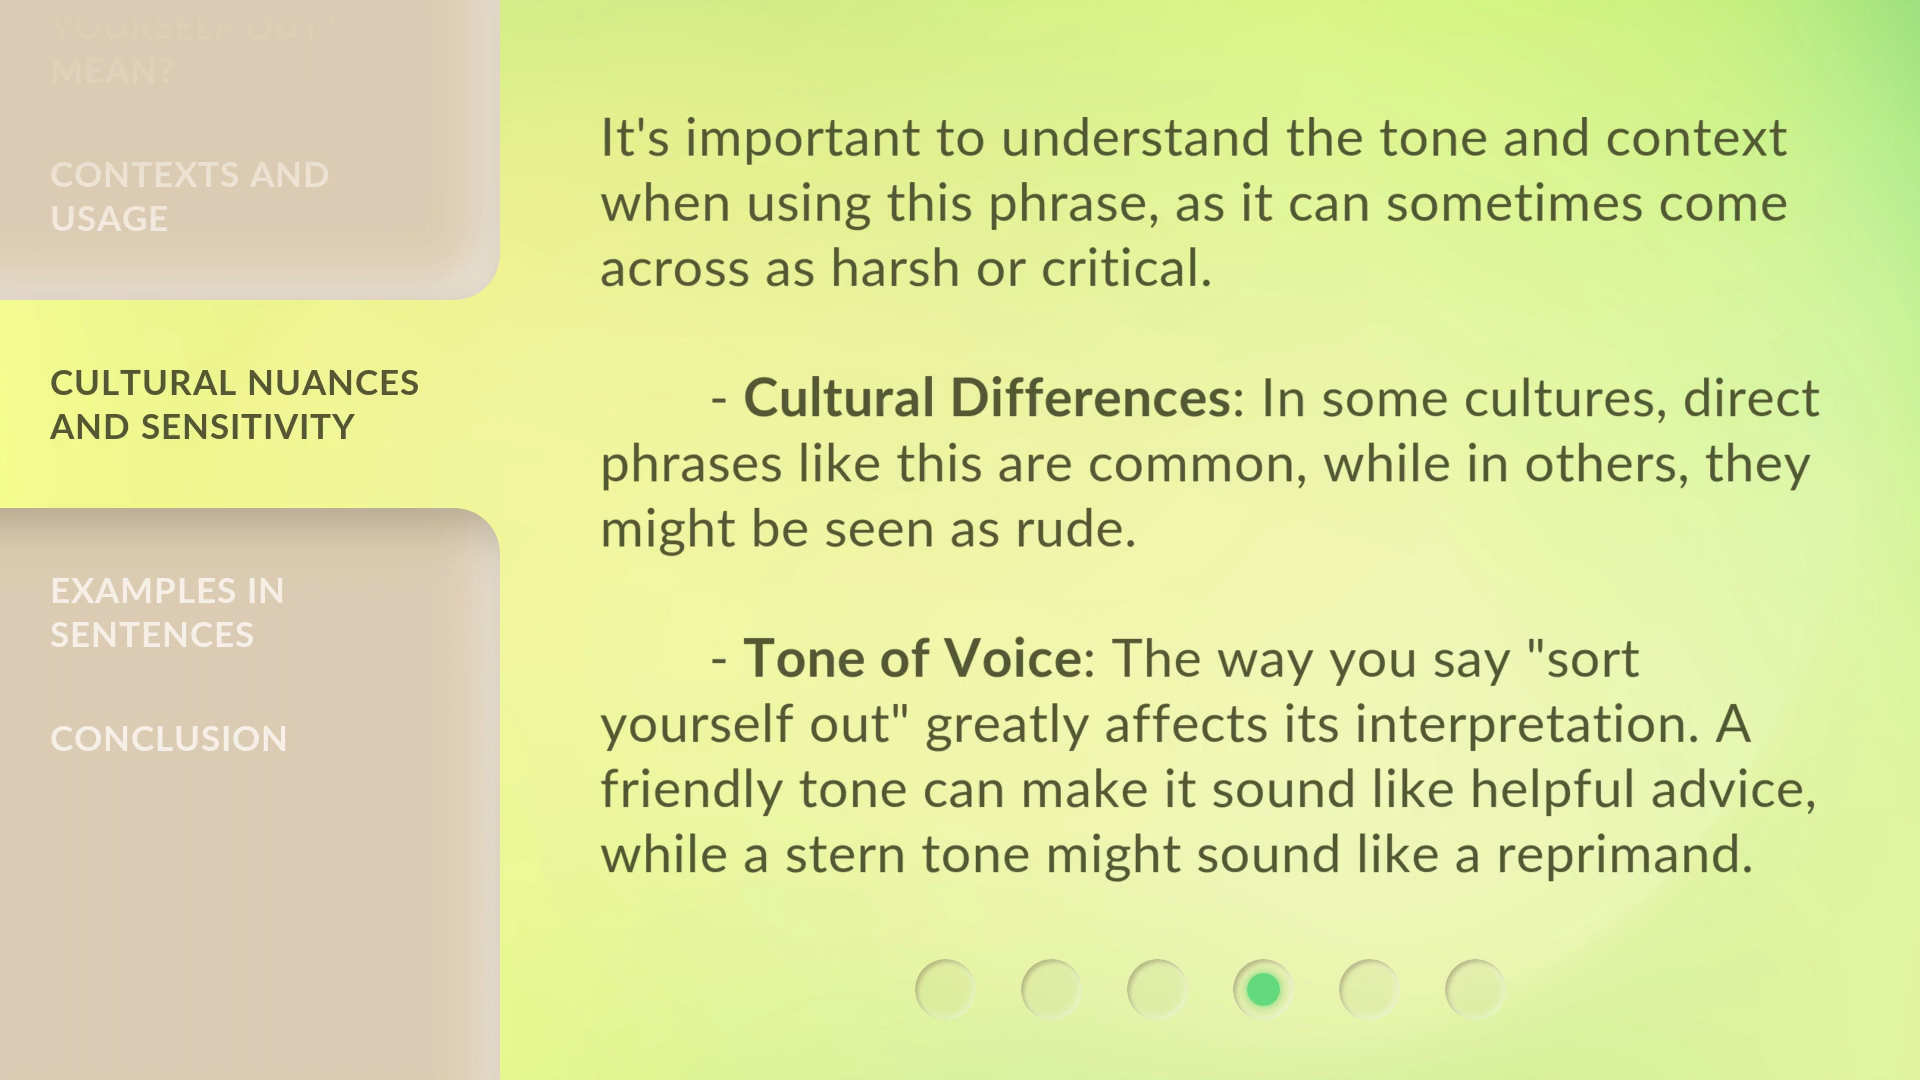 YOURSELF OUT"
MEAN?
CONTEXTS AND
USAGE
CULTURAL NUANCES
AND SENSITIVITY
EXAMPLES IN
SENTENCES
CONCLUSION
It's important to understand the tone and context
when using this phrase, as it can sometimes come
across as harsh or critical.
- Cultural Differences: In some cultures, direct
phrases like this are common, while in others, they
might be seen as rude.
- Tone of Voice: The way you say "sort
yourself out" greatly affects its interpretation. A
friendly tone can make it sound like helpful advice,
while a stern tone might sound like a reprimand.